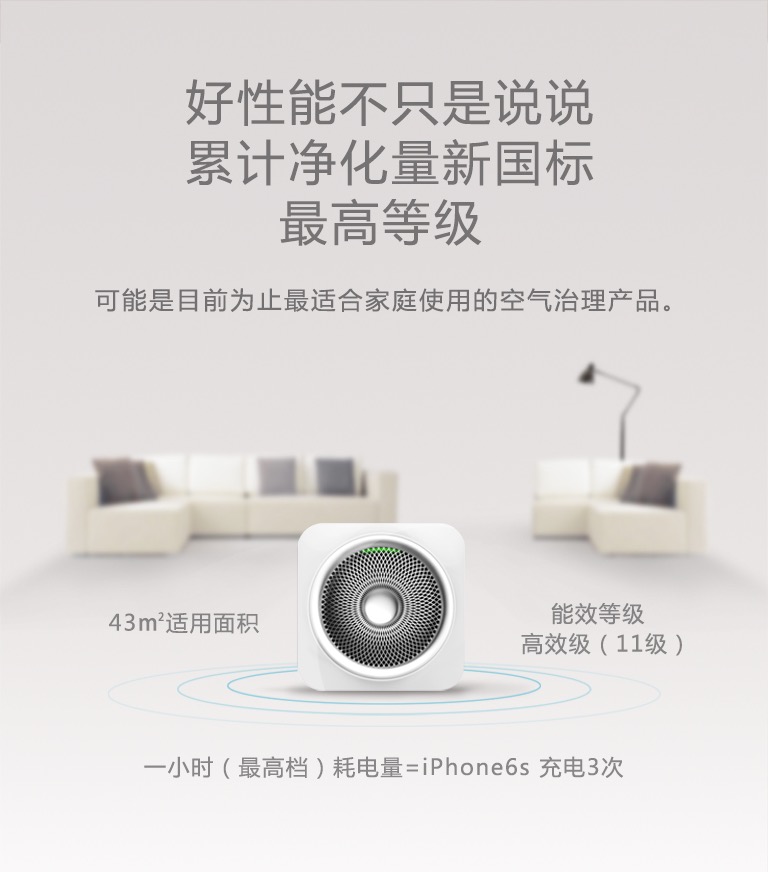 好性能不只是说说
累计净化量新国标
最高等级
可能是目前为止最适合家庭使用的空气治理产品。
43m²适用面积
能效等级
高效级（11级）
一小时（最高档）耗电量=iPhone6s 充电3次